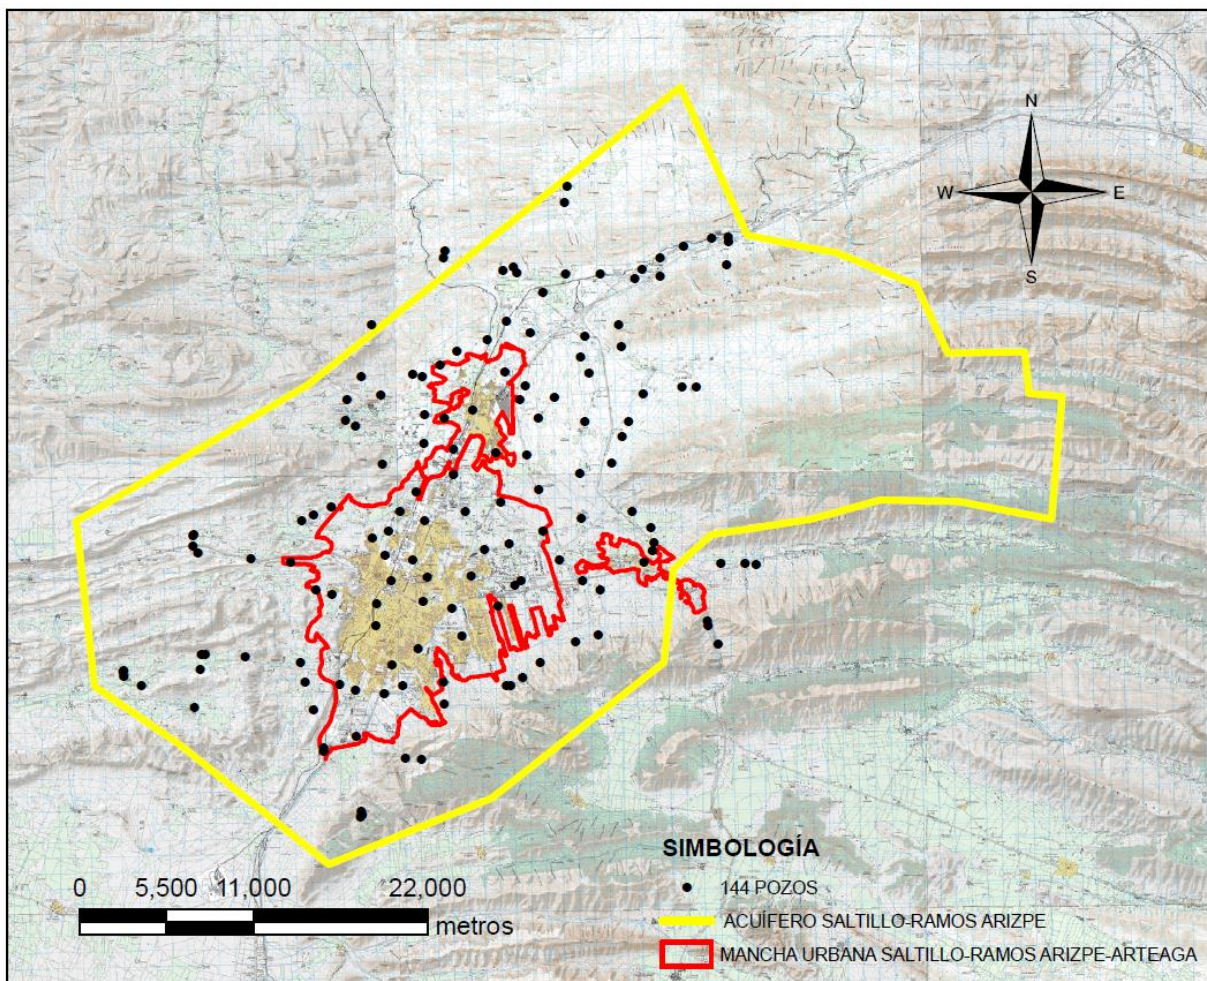 N
W E
S
SIMBOLOGÍA
144 POZOS
ACUÍFERO SALTILLO-RAMOS ARIZPE
MANCHA URBANA SALTILLO-RAMOS ARIZPE-ARTEAGA
0 5,500 11,000 22,000
metros